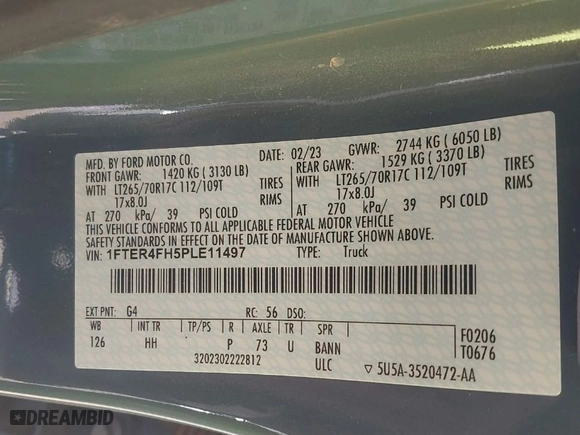 MFD. BY FORD MOTOR CO.
DATE: 02/23 GVWR: 2744 KG ( 6050 LB)
FRONT GAWR: 1420 KG ( 3130 LB) REAR GAWR: 1529 KG ( 3370 LB)
WITH LT265/70R17C 112/109T TIRES WITH LT265/70R17C 112/109T TIRES
17x8.0J RIMS 17x8.0J RIMS
AT 270 kPa/ 39 PSI COLD AT 270 kPa/ 39 PSI COLD
THIS VEHICLE CONFORMS TO ALL APPLICABLE FEDERAL MOTOR VEHICLE
SAFETY STANDARDS IN EFFECT ON THE DATE OF MANUFACTURE SHOWN ABOVE.
VIN: 1FTER4FH5PLE11497 TYPE: Truck
EXT PNT: G4 RC: 56 DSO:
WB INT TR TP/PS R AXLE TR SPR F0206
126 HH P 73 U BANN T0676
3202302222812 ULC 5U5A-3520472-AA
DREAMBID